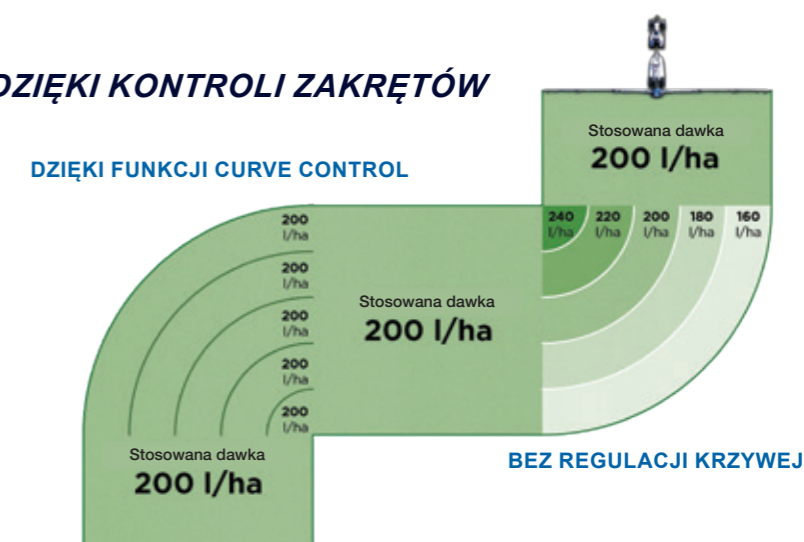 DZIĘKI KONTROLI ZAKRĘTÓW
DZIĘKI FUNKCJI CURVE CONTROL
Stosowana dawka
200 l/ha
240 220 200 180 160
l/ha l/ha l/ha l/ha l/ha
200
l/ha
200
l/ha
200
l/ha
200
l/ha
200
l/ha
Stosowana dawka
200 l/ha
Stosowana dawka
200 l/ha
BEZ REGULACJI KRZYWEJ